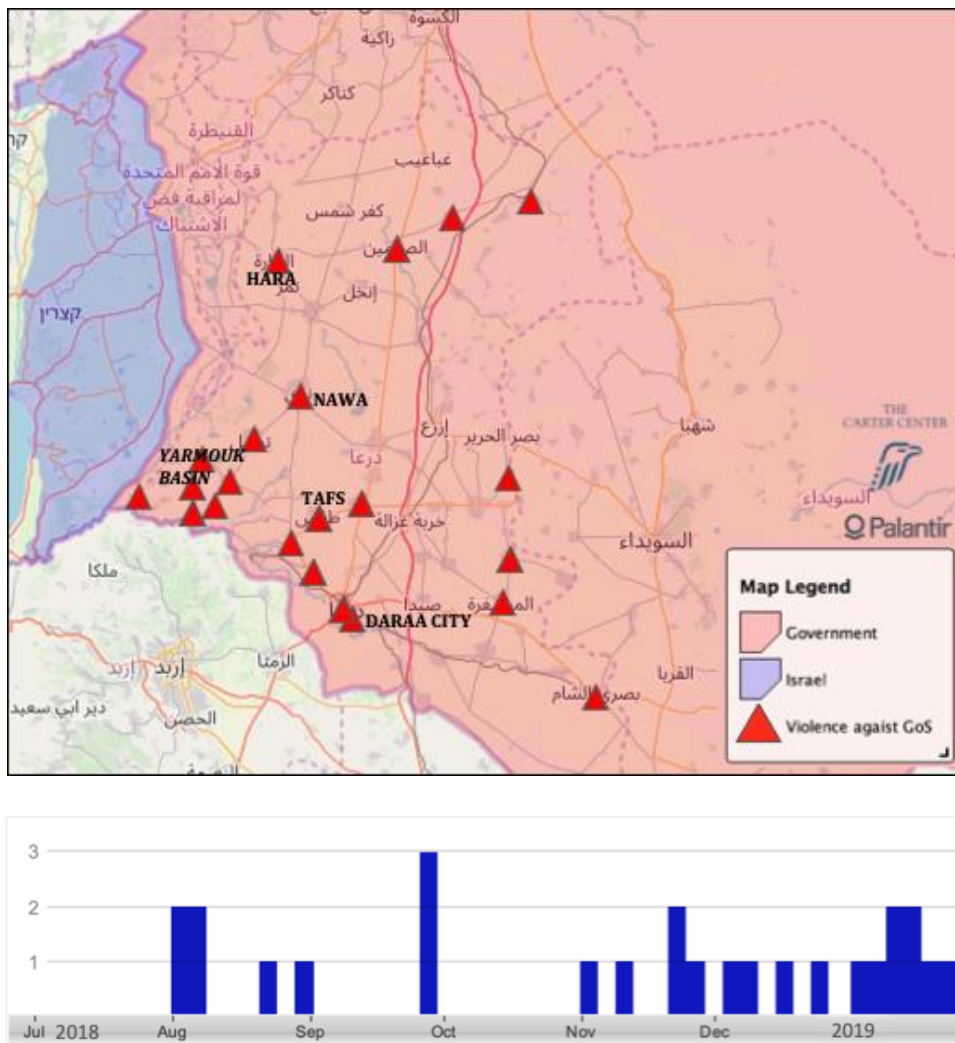 الكسوة
زاكية
كناكر
القنيطرة
غباغيب
قوة الأمم المتحدة
لمراقبة فض
الاشتباك
كفر شمس
HARA
إنخل
קצרין
NAWA
شهبا
إزرع
بصر الحرير
درعا
YARMOUK
BASIN
TAFS
خربة غزالة
السويداء
السويداء
THE
CARTER CENTER
Palantir
ملكا
صيدا
DARAA CITY
إربد
إربد
الرمثا
القريا
دير ابي سعيد
الحصن
Map Legend
Government
Israel
Violence agaist GoS
3
2
1
Jul 2018 Aug Sep Oct Nov Dec 2019